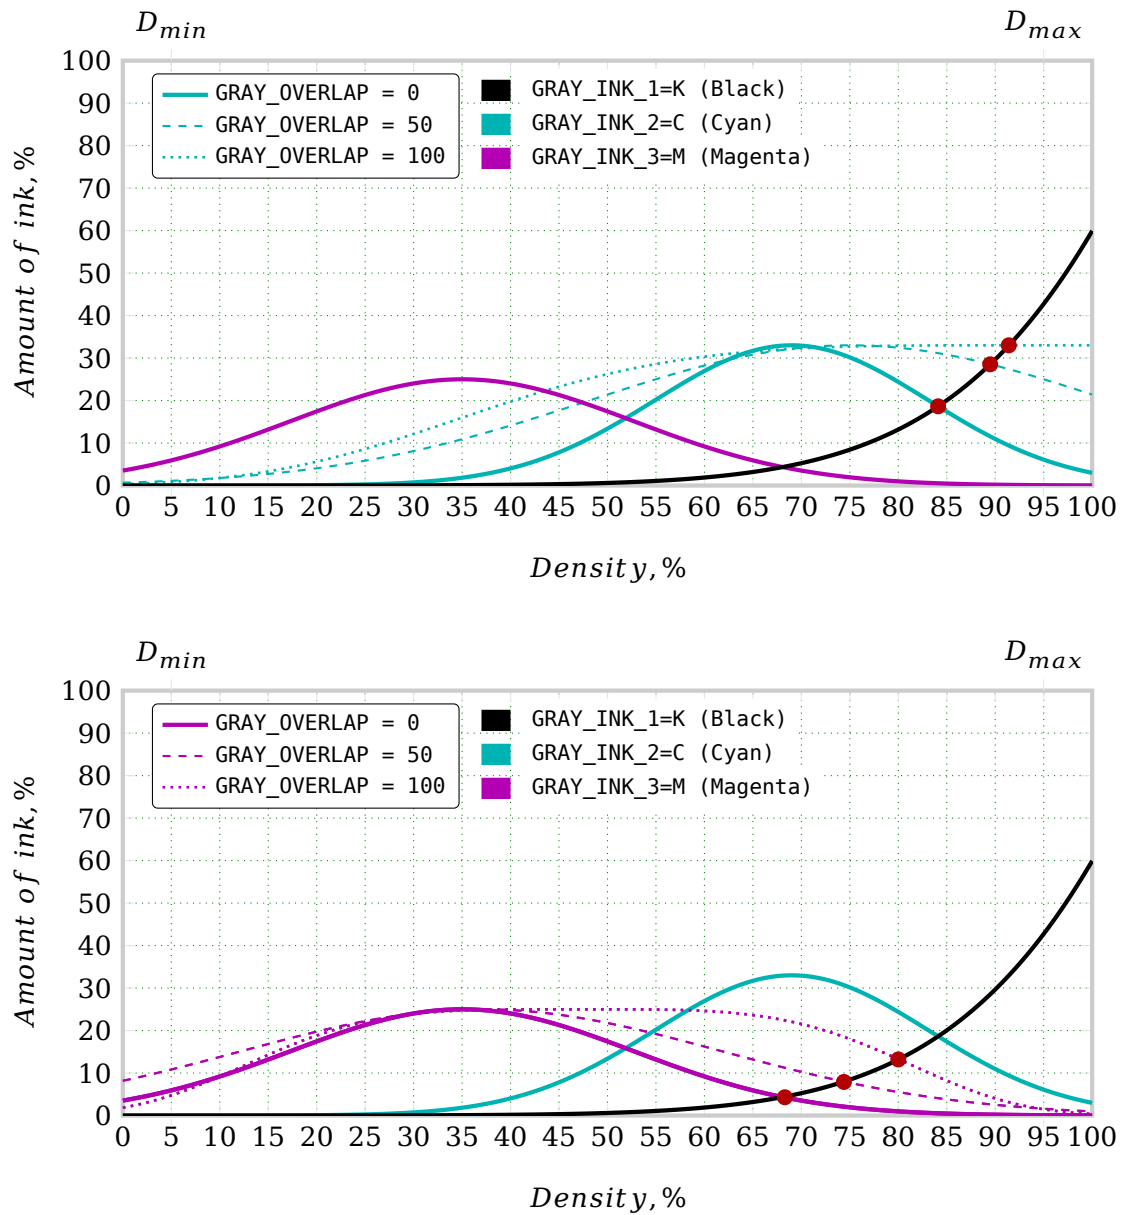 D_min D_max
100
90
80
70
60
50
40
30
20
10
0
Amount of ink, %
GRAY_OVERLAP = 0
GRAY_OVERLAP = 50
GRAY_OVERLAP = 100
GRAY_INK_1=K (Black)
GRAY_INK_2=C (Cyan)
GRAY_INK_3=M (Magenta)
0 5 10 15 20 25 30 35 40 45 50 55 60 65 70 75 80 85 90 95 100
Density, %
D_min D_max
100
90
80
70
60
50
40
30
20
10
0
Amount of ink, %
GRAY_OVERLAP = 0
GRAY_OVERLAP = 50
GRAY_OVERLAP = 100
GRAY_INK_1=K (Black)
GRAY_INK_2=C (Cyan)
GRAY_INK_3=M (Magenta)
0 5 10 15 20 25 30 35 40 45 50 55 60 65 70 75 80 85 90 95 100
Density, %